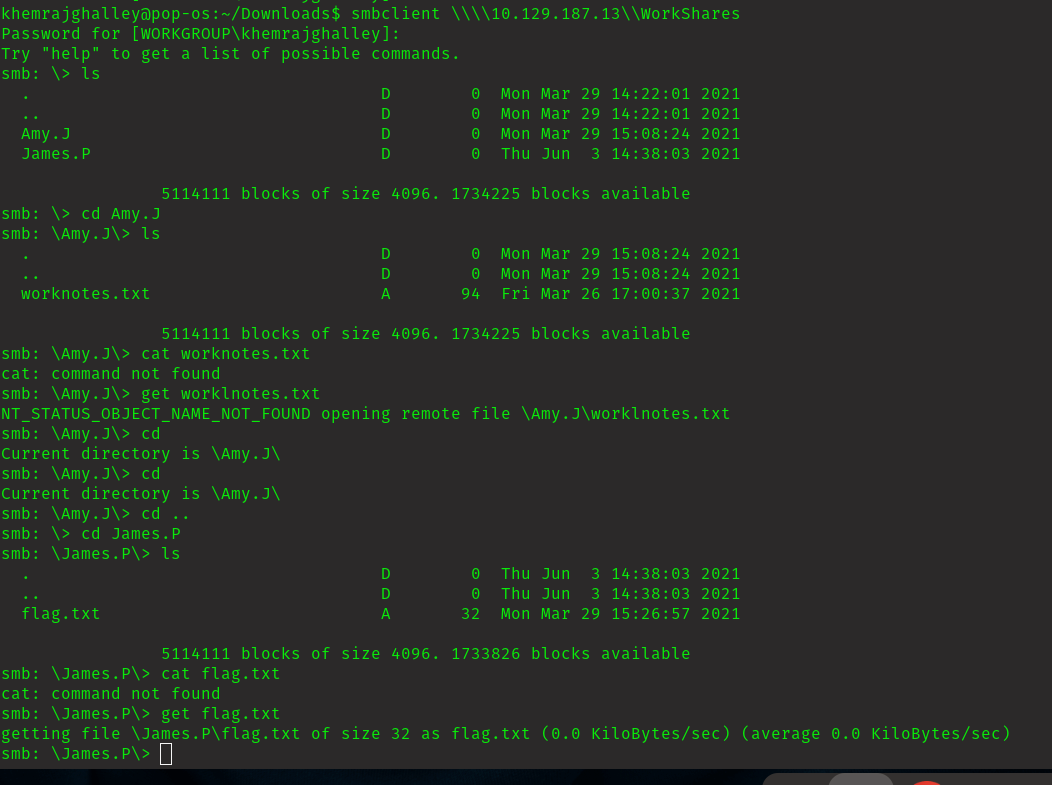 khemrajghalley@pop-os:~/Downloads$ smbclient \\\\10.129.187.13\\WorkShares
Password for [WORKGROUP\khemrajghalley]:
Try "help" to get a list of possible commands.
smb: \> ls
  .                                   D        0  Mon Mar 29 14:22:01 2021
  ..                                  D        0  Mon Mar 29 14:22:01 2021
  Amy.J                               D        0  Mon Mar 29 15:08:24 2021
  James.P                             D        0  Thu Jun  3 14:38:03 2021

                5114111 blocks of size 4096. 1734225 blocks available
smb: \> cd Amy.J
smb: \Amy.J\> ls
  .                                   D        0  Mon Mar 29 15:08:24 2021
  ..                                  D        0  Mon Mar 29 15:08:24 2021
  worknotes.txt                       A       94  Fri Mar 26 17:00:37 2021

                5114111 blocks of size 4096. 1734225 blocks available
smb: \Amy.J\> cat worknotes.txt
cat: command not found
smb: \Amy.J\> get worklnotes.txt
NT_STATUS_OBJECT_NAME_NOT_FOUND opening remote file \Amy.J\worklnotes.txt
smb: \Amy.J\> cd
Current directory is \Amy.J\
smb: \Amy.J\> cd
Current directory is \Amy.J\
smb: \Amy.J\> cd ..
smb: \> cd James.P
smb: \James.P\> ls
  .                                   D        0  Thu Jun  3 14:38:03 2021
  ..                                  D        0  Thu Jun  3 14:38:03 2021
  flag.txt                            A       32  Mon Mar 29 15:26:57 2021

                5114111 blocks of size 4096. 1733826 blocks available
smb: \James.P\> cat flag.txt
cat: command not found
smb: \James.P\> get flag.txt
getting file \James.P\flag.txt of size 32 as flag.txt (0.0 KiloBytes/sec) (average 0.0 KiloBytes/sec)
smb: \James.P\>